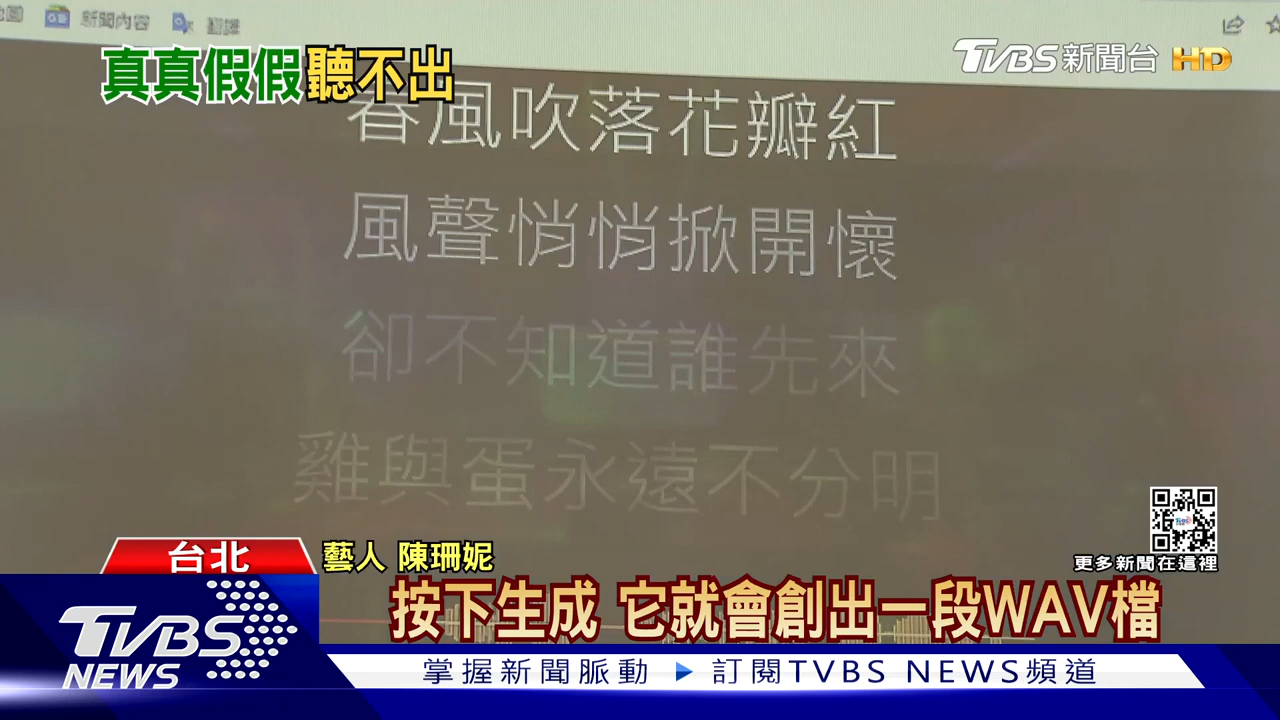 新聞內容 翻譯
真真假假聽不出
TVBS新聞台 HD
春風吹落花瓣紅
風聲悄悄掀開懷
卻不知道誰先來
雞與蛋永遠不分明
更多新聞在這裡
台北
藝人 陳珊妮
按下生成 它就會創出一段WAV檔
TVBS NEWS
掌握新聞脈動 訂閱TVBS NEWS頻道